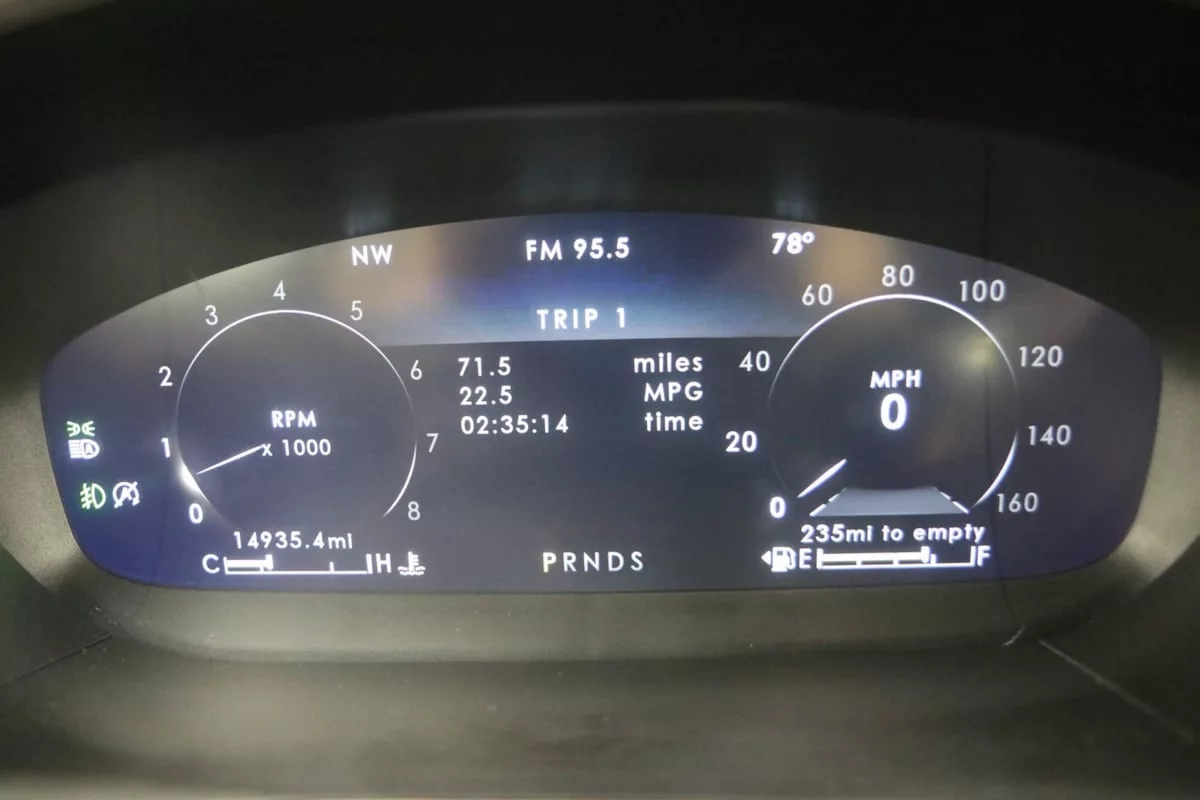 NW FM 95.5 78°
TRIP 1
71.5 miles
22.5 MPG
02:35:14 time
0 1 2 3 4 5 6 7 8
RPM
x 1000
14935.4mi
C H
PRNDS
0 20 40 60 80 100 120 140 160
MPH
0
235mi to empty
E F
A
A